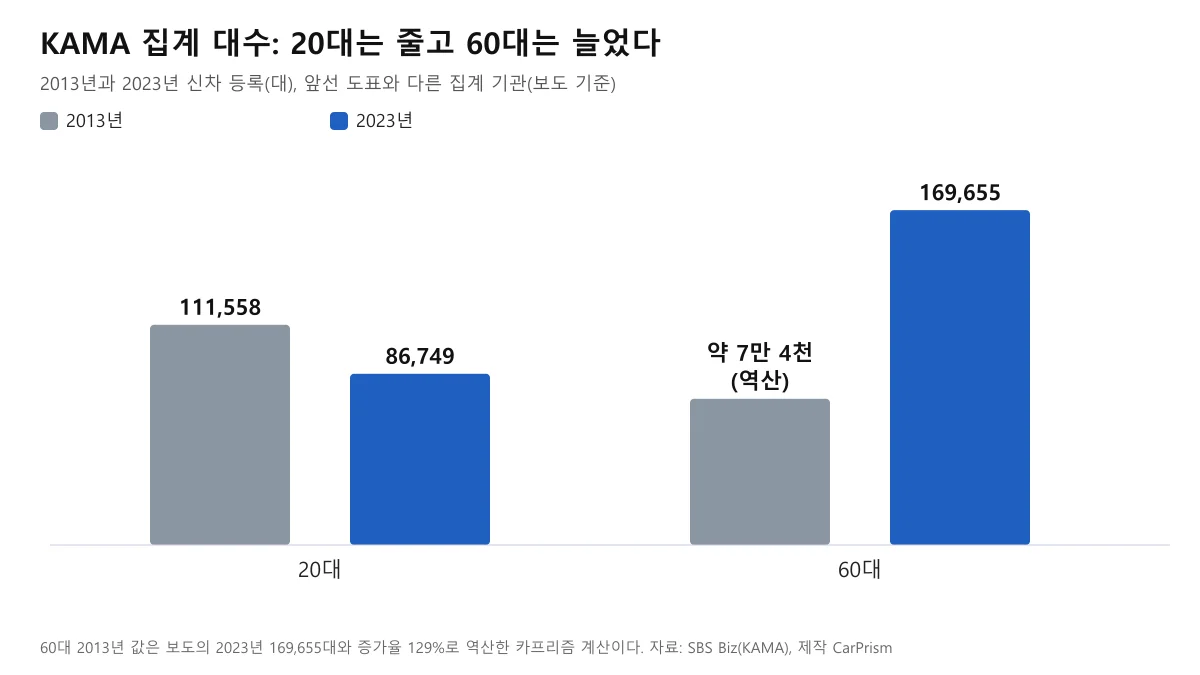 KAMA 집계 대수: 20대는 줄고 60대는 늘었다
2013년과 2023년 신차 등록(대), 앞선 도표와 다른 집계 기관(보도 기준)
2013년
2023년
111,558
86,749
약 7만 4천
(역산)
169,655
20대
60대
60대 2013년 값은 보도의 2023년 169,655대와 증가율 129%로 역산한 카프리즘 계산이다. 자료: SBS Biz(KAMA), 제작 CarPrism